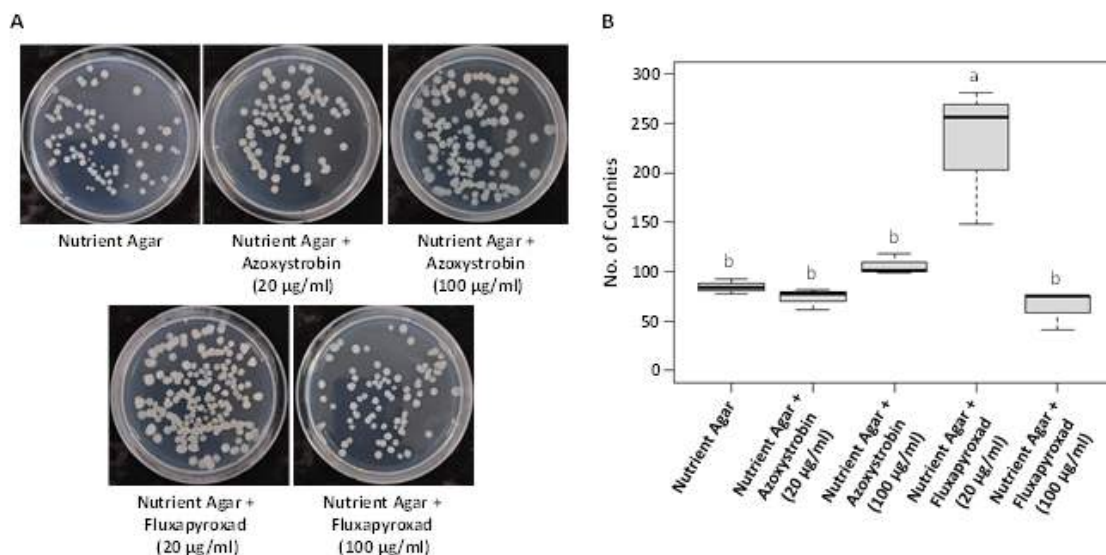 A
Nutrient Agar
Nutrient Agar +
Azoxystrobin
(20 µg/ml)
Nutrient Agar +
Azoxystrobin
(100 µg/ml)
Nutrient Agar +
Fluxapyroxad
(20 µg/ml)
Nutrient Agar +
Fluxapyroxad
(100 µg/ml)
B
No. of Colonies
300
250
200
150
100
50
0
b
b
b
a
b
Nutrient Agar
Nutrient Agar +
Azoxystrobin
(20 µg/ml)
Nutrient Agar +
Azoxystrobin
(100 µg/ml)
Nutrient Agar +
Fluxapyroxad
(20 µg/ml)
Nutrient Agar +
Fluxapyroxad
(100 µg/ml)